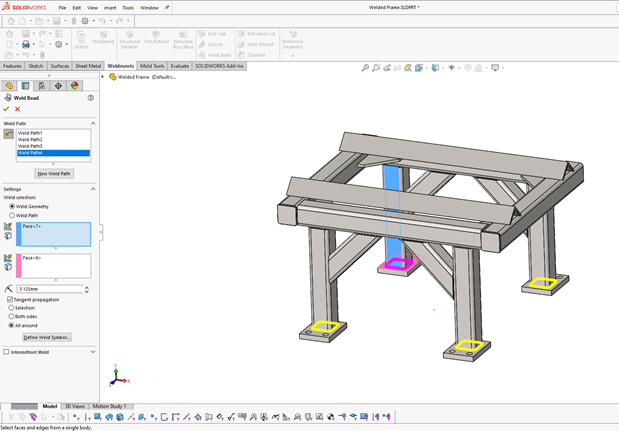 SOLIDWORKS File Edit View Insert Tools Window Welded Frame.SLDPRT *
3D Sketch Weldment Structural Member Trim/Extend Extruded Boss/Base End Cap Extruded Cut Reference Geometry
Gusset Hole Wizard
Weld Bead Chamfer
Features Sketch Surfaces Sheet Metal Weldments Mold Tools Evaluate SOLIDWORKS Add-Ins
Welded Frame (Default<...
Weld Bead
Weld Path
Weld Path1
Weld Path2
Weld Path3
Weld Path4
New Weld Path
Settings
Weld selection:
Weld Geometry
Weld Path
Face<7>
Face<8>
3.125mm
Tangent propagation
Selection
Both sides
All around
Define Weld Symbol...
Intermittent Weld
Model 3D Views Motion Study 1
Select faces and edges from a single body.